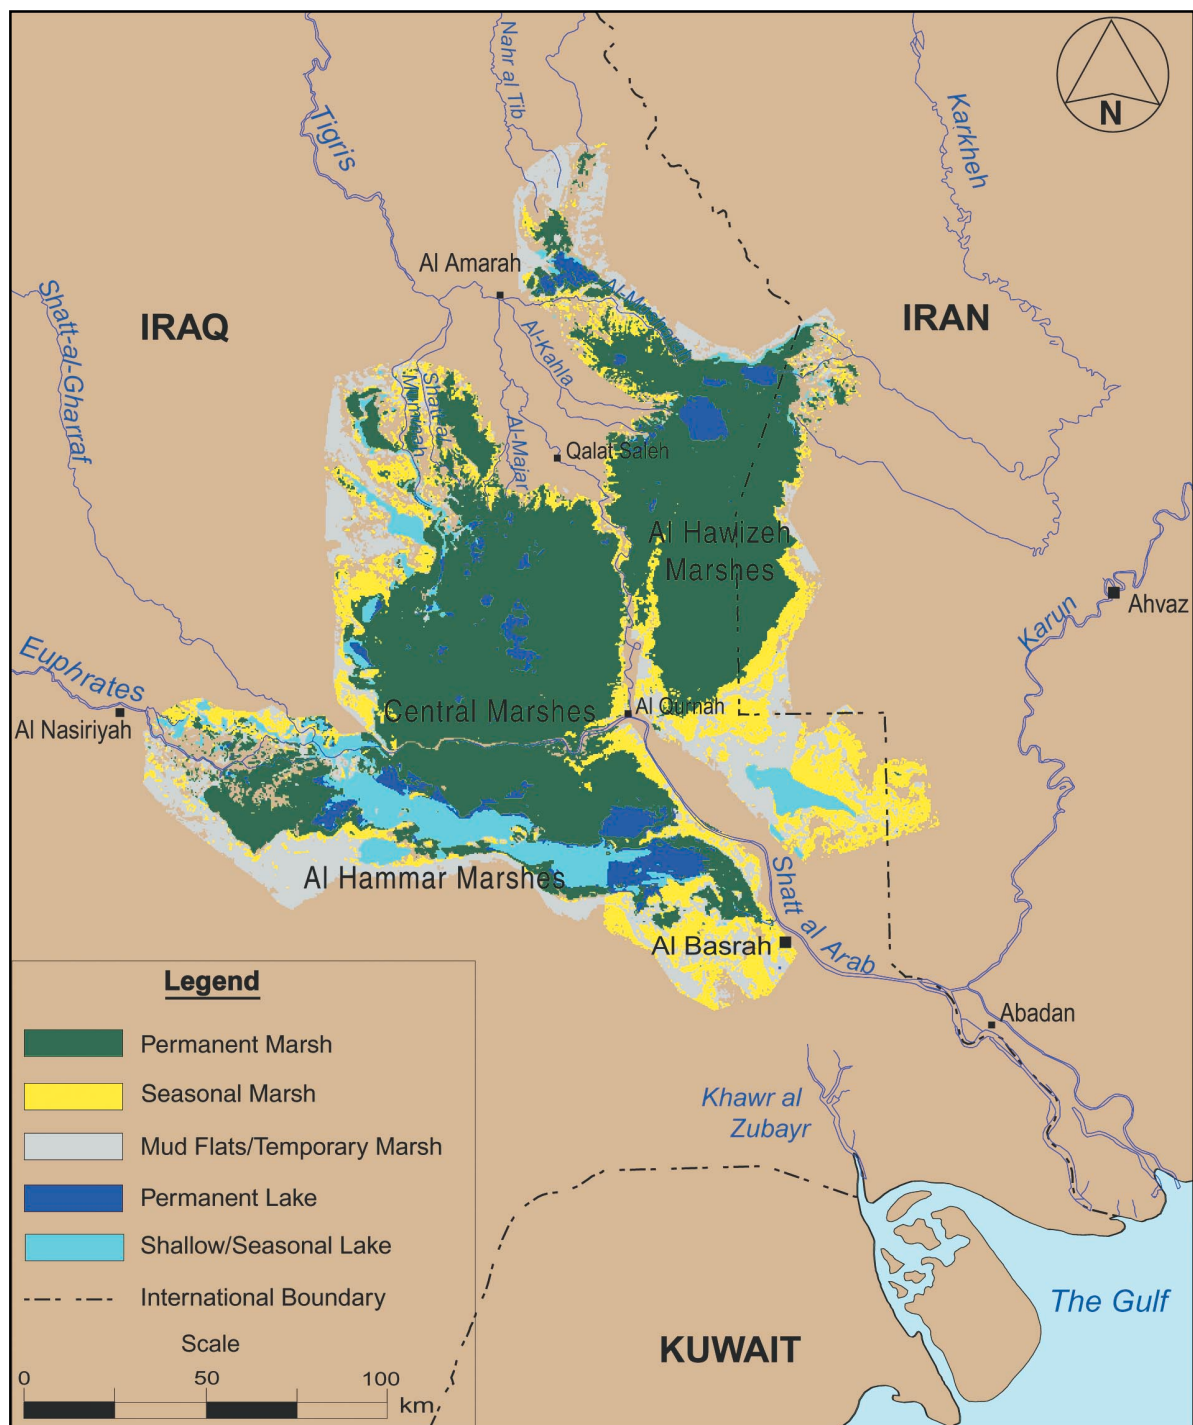 Nahr al Tib
N
Tigris
Karkheh
Al Amarah
IRAQ
IRAN
Shatt-al-Gharraf
Al-Kahla
Shatt al
Al-Majar
Qalat Saleh
Al Hawizeh
Marshes
Ahvaz
Karun
Euphrates
Al Nasiriyah
Central Marshes
Al Qurnah
Al Hammar Marshes
Shatt al Arab
Al Basrah
Abadan
Khawr al
Zubayr
The Gulf
KUWAIT
Legend
Permanent Marsh
Seasonal Marsh
Mud Flats/Temporary Marsh
Permanent Lake
Shallow/Seasonal Lake
International Boundary
Scale
0 50 100
km